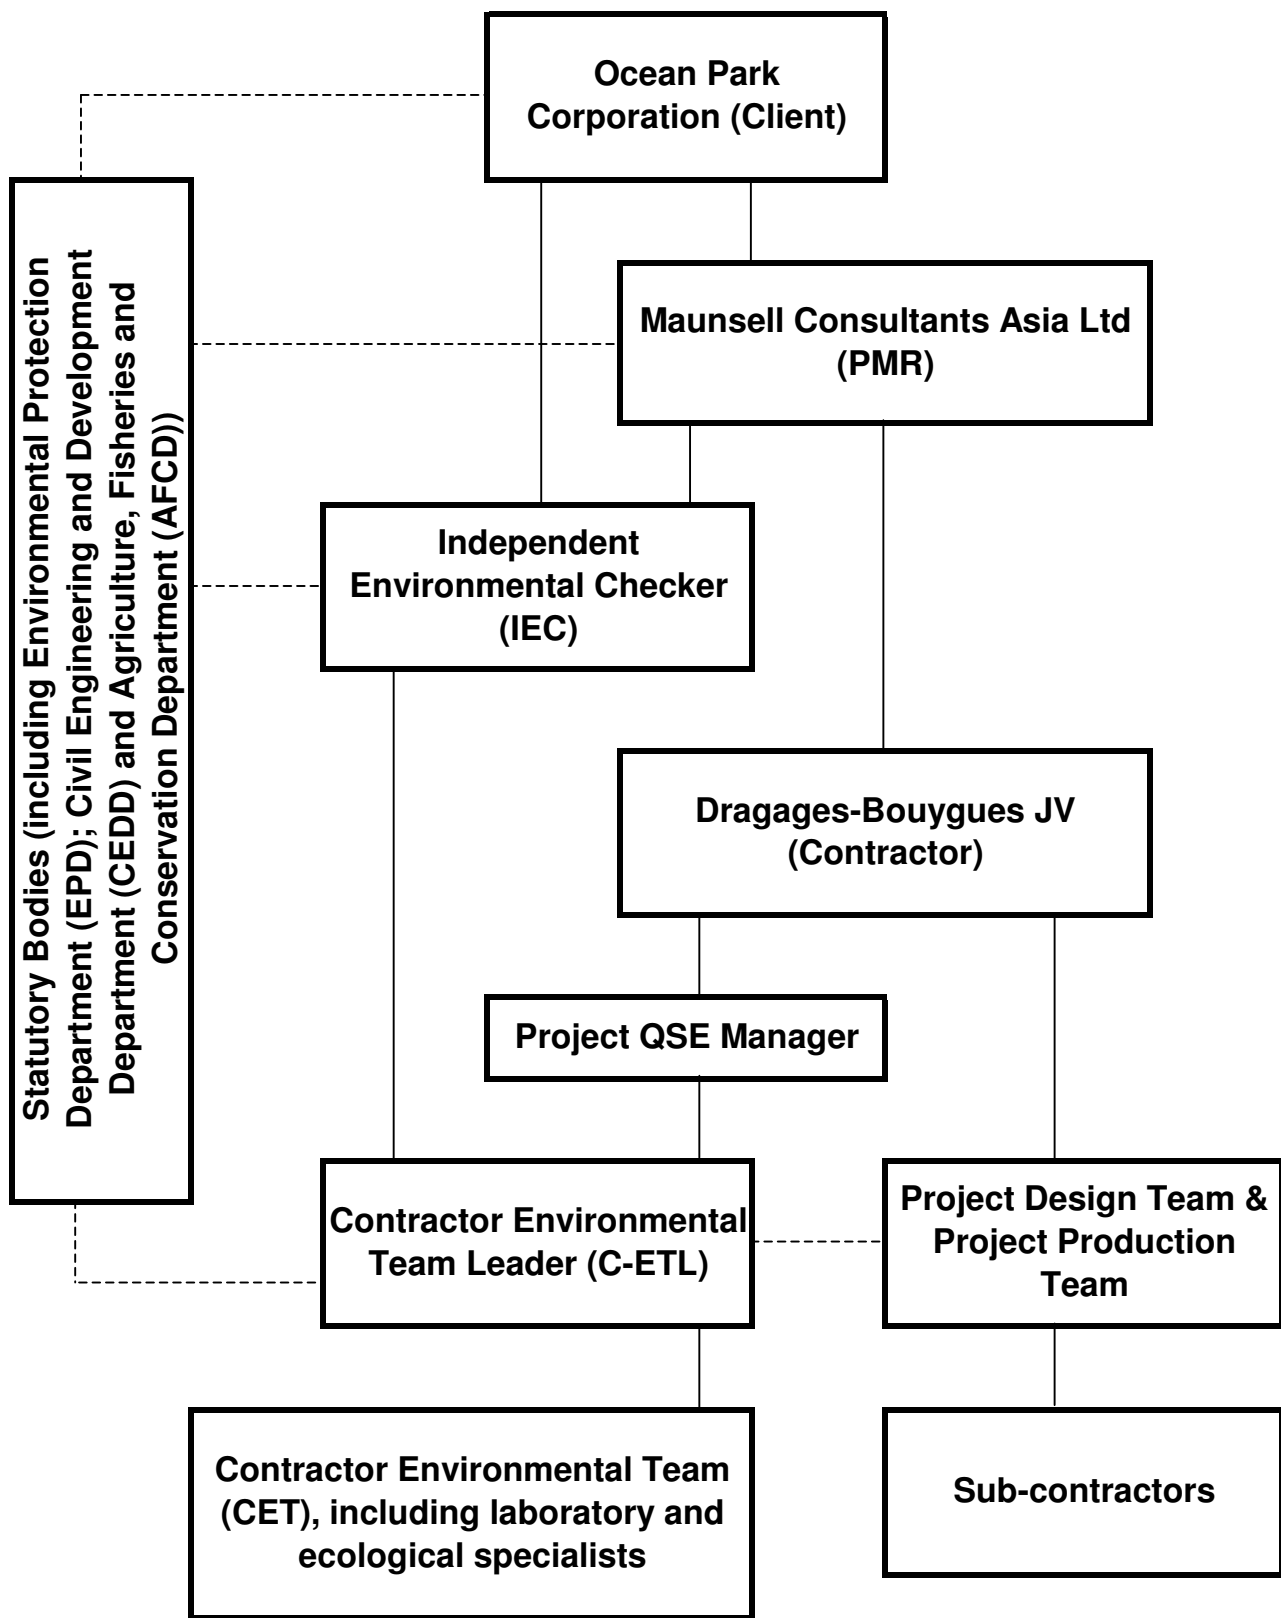 Ocean Park
Corporation (Client)
Statutory Bodies (including Environmental Protection
Department (EPD); Civil Engineering and Development
Department (CEDD) and Agriculture, Fisheries and
Conservation Department (AFCD))
Maunsell Consultants Asia Ltd
(PMR)
Independent
Environmental Checker
(IEC)
Dragages-Bouygues JV
(Contractor)
Project QSE Manager
Contractor Environmental
Team Leader (C-ETL)
Project Design Team &
Project Production
Team
Contractor Environmental Team
(CET), including laboratory and
ecological specialists
Sub-contractors